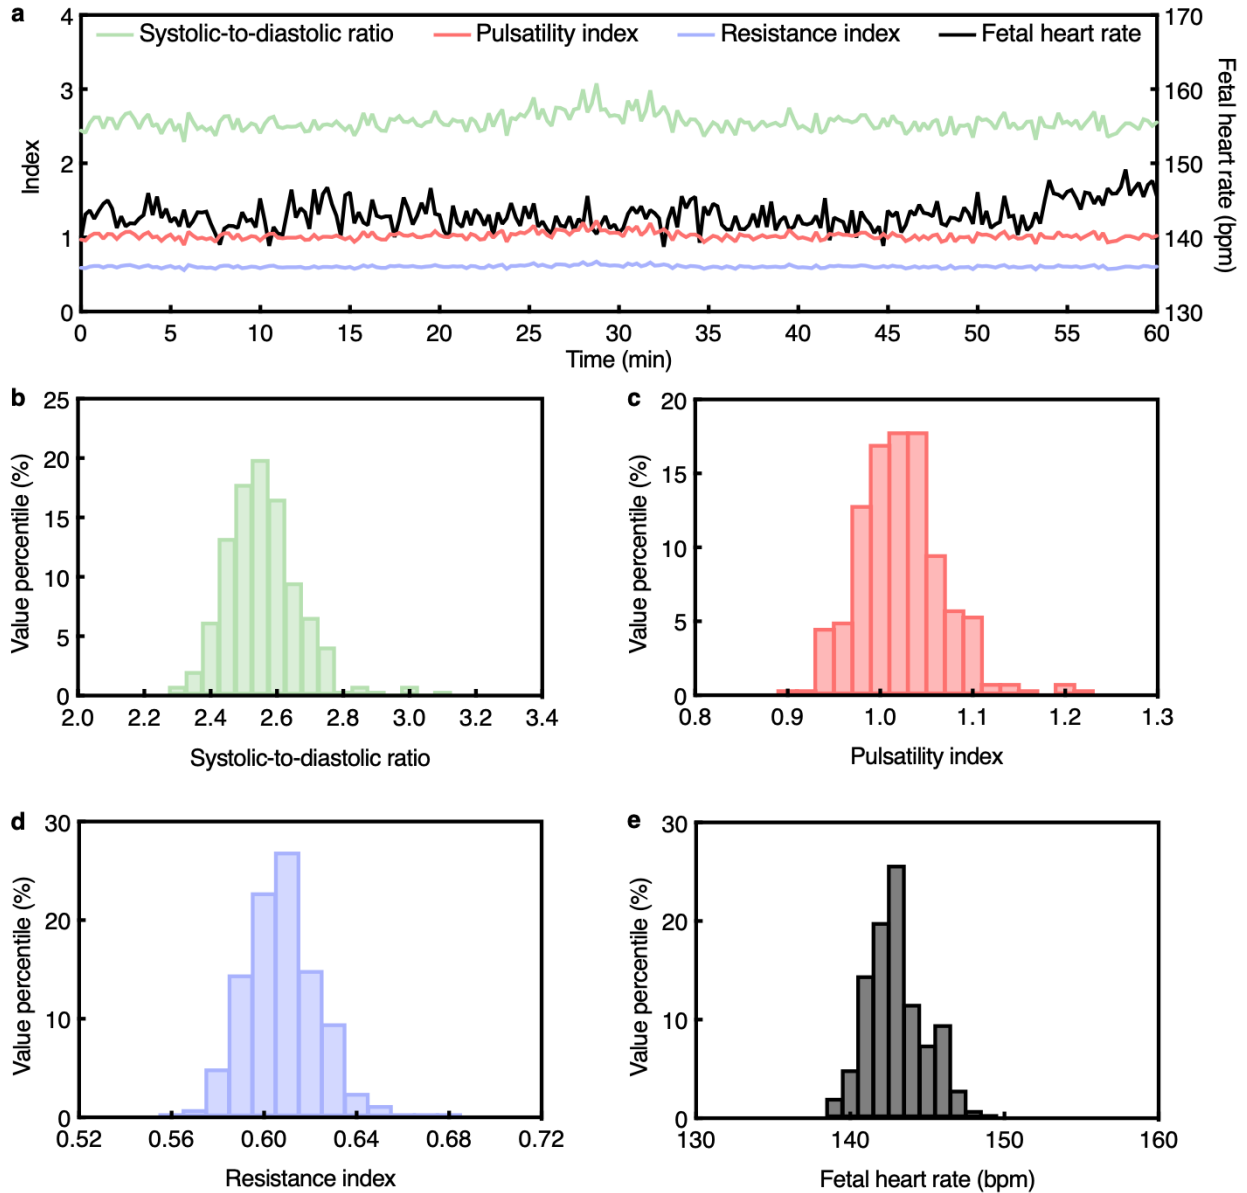 a
Systolic-to-diastolic ratio Pulsatility index Resistance index Fetal heart rate
4
3
2
1
0
Index
170
160
150
140
130
Fetal heart rate (bpm)
0 5 10 15 20 25 30 35 40 45 50 55 60
Time (min)
b
25
20
15
10
5
0
Value percentile (%)
2.0 2.2 2.4 2.6 2.8 3.0 3.2 3.4
Systolic-to-diastolic ratio
c
20
15
10
5
0
Value percentile (%)
0.8 0.9 1.0 1.1 1.2 1.3
Pulsatility index
d
30
20
10
0
Value percentile (%)
0.52 0.56 0.60 0.64 0.68 0.72
Resistance index
e
30
20
10
0
Value percentile (%)
130 140 150 160
Fetal heart rate (bpm)